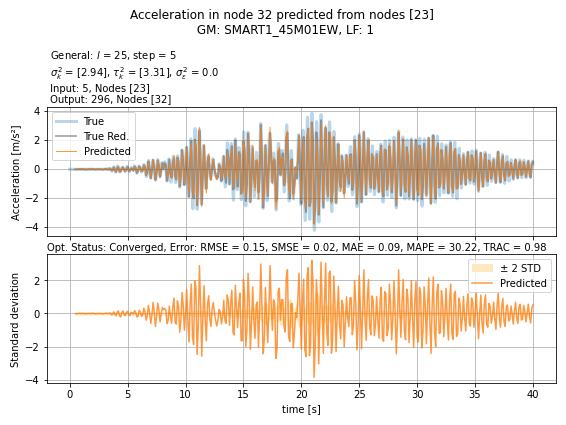 Acceleration in node 32 predicted from nodes [23]
GM: SMART1_45M01EW, LF: 1
General: l = 25, step = 5
σ²ₖ = [2.94], τ²ₖ = [3.31], σ²ε = 0.0
Input: 5, Nodes [23]
Output: 296, Nodes [32]
4
2
0
−2
−4
Acceleration [m/s²]
True
True Red.
Predicted
Opt. Status: Converged, Error: RMSE = 0.15, SMSE = 0.02, MAE = 0.09, MAPE = 30.22, TRAC = 0.98
2
0
−2
−4
Standard deviation
± 2 STD
Predicted
0 5 10 15 20 25 30 35 40
time [s]